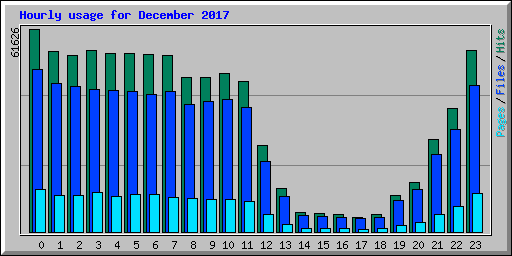 Hourly usage for December 2017
61626
Pages/Files/Hits
0 1 2 3 4 5 6 7 8 9 10 11 12 13 14 15 16 17 18 19 20 21 22 23